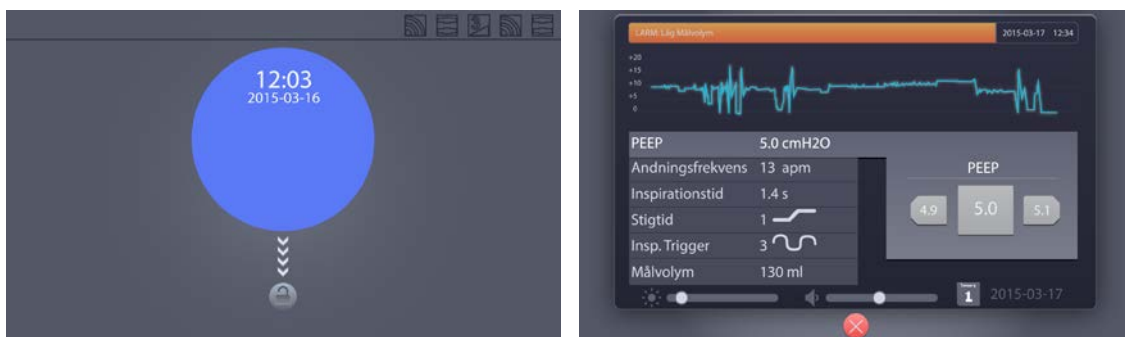 12:03
2015-03-16
LARM: Låg Målvolym
2015-03-17 12:34
+20
+15
+10
+5
0
PEEP 5.0 cmH2O
Andningsfrekvens 13 apm
Inspirationstid 1.4 s
Stigtid 1
Insp. Trigger 3
Målvolym 130 ml
PEEP
4.9 5.0 5.1
1 2015-03-17